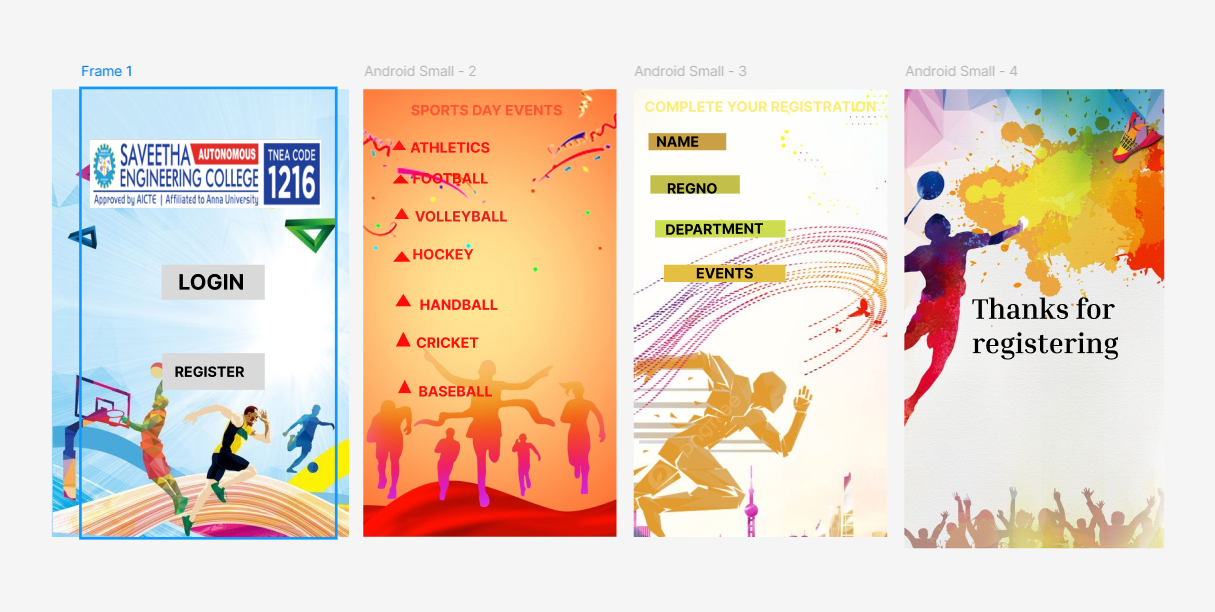 Frame 1
SAVEETHA AUTONOMOUS
ENGINEERING COLLEGE
Approved by AICTE | Affiliated to Anna University
TNEA CODE
1216
LOGIN
REGISTER
Android Small - 2
SPORTS DAY EVENTS
ATHLETICS
FOOTBALL
VOLLEYBALL
HOCKEY
HANDBALL
CRICKET
BASEBALL
Android Small - 3
COMPLETE YOUR REGISTRATION
NAME
REGNO
DEPARTMENT
EVENTS
Android Small - 4
Thanks for
registering